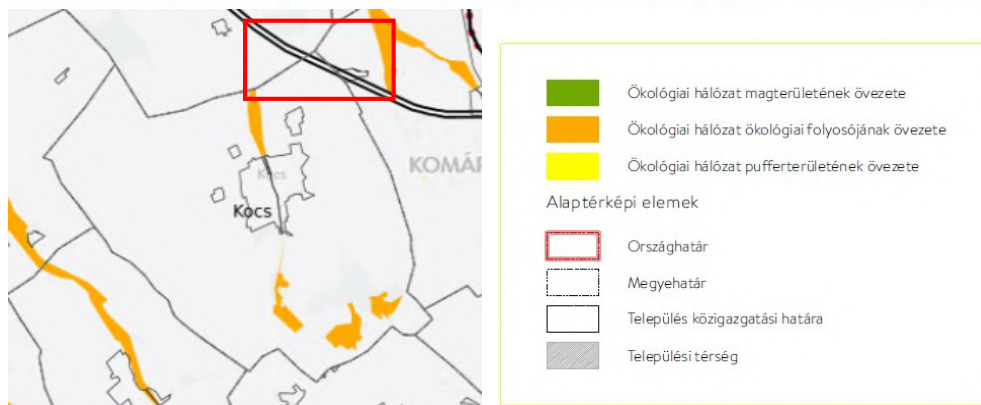 KOMÁR
Kocs
Kocs
Ökológiai hálózat magterületének övezete
Ökológiai hálózat ökológiai folyosójának övezete
Ökológiai hálózat pufferterületének övezete
Alaptérképi elemek
Országhatár
Megyehatár
Település közigazgatási határa
Települési térség